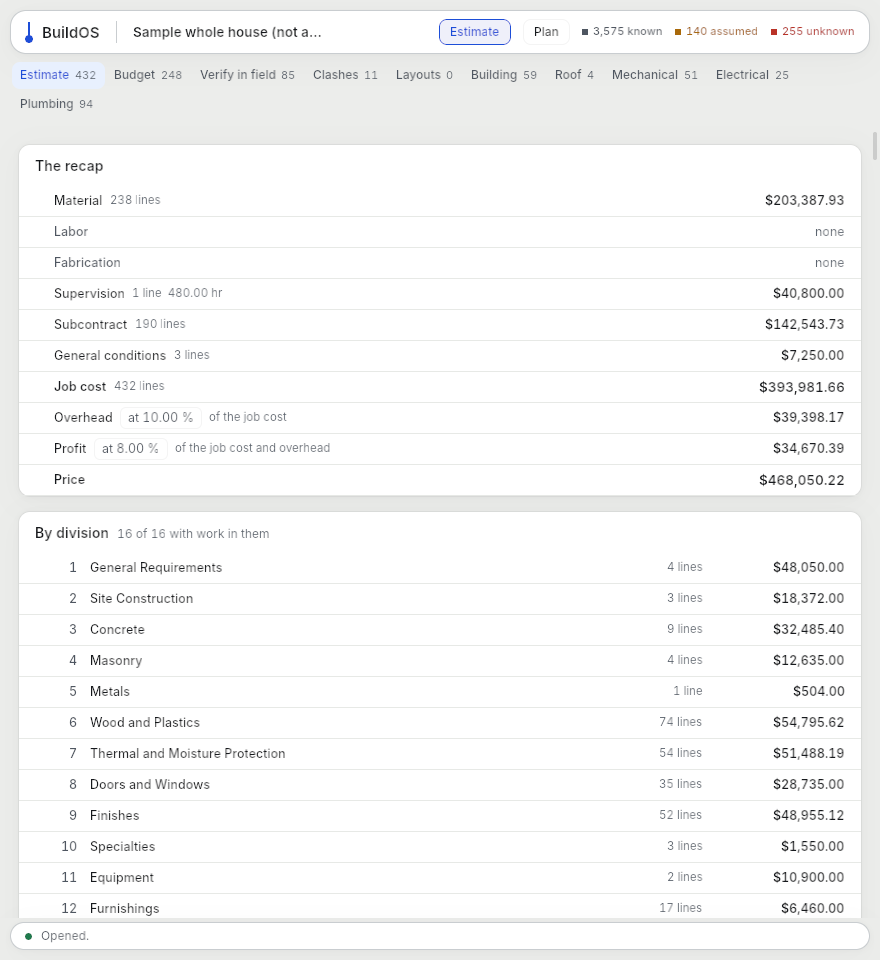 BuildOS
Sample whole house (not a…
Estimate
Plan
3,575 known
140 assumed
255 unknown
Estimate 432
Budget 248
Verify in field 85
Clashes 11
Layouts 0
Building 59
Roof 4
Mechanical 51
Electrical 25
Plumbing 94
The recap
Material 238 lines $203,387.93
Labor none
Fabrication none
Supervision 1 line 480.00 hr $40,800.00
Subcontract 190 lines $142,543.73
General conditions 3 lines $7,250.00
Job cost 432 lines $393,981.66
Overhead at 10.00 % of the job cost $39,398.17
Profit at 8.00 % of the job cost and overhead $34,670.39
Price $468,050.22
By division 16 of 16 with work in them
1 General Requirements 4 lines $48,050.00
2 Site Construction 3 lines $18,372.00
3 Concrete 9 lines $32,485.40
4 Masonry 4 lines $12,635.00
5 Metals 1 line $504.00
6 Wood and Plastics 74 lines $54,795.62
7 Thermal and Moisture Protection 54 lines $51,488.19
8 Doors and Windows 35 lines $28,735.00
9 Finishes 52 lines $48,955.12
10 Specialties 3 lines $1,550.00
11 Equipment 2 lines $10,900.00
12 Furnishings 17 lines $6,460.00
Opened.